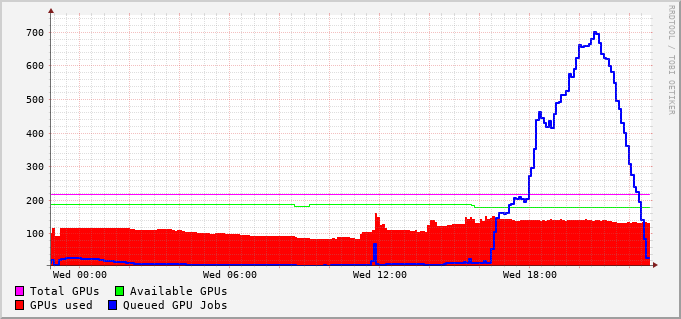 700
600
500
400
300
200
100
Wed 00:00 Wed 06:00 Wed 12:00 Wed 18:00
Total GPUs Available GPUs
GPUs used Queued GPU Jobs
RRDTOOL / TOBI OETIKER